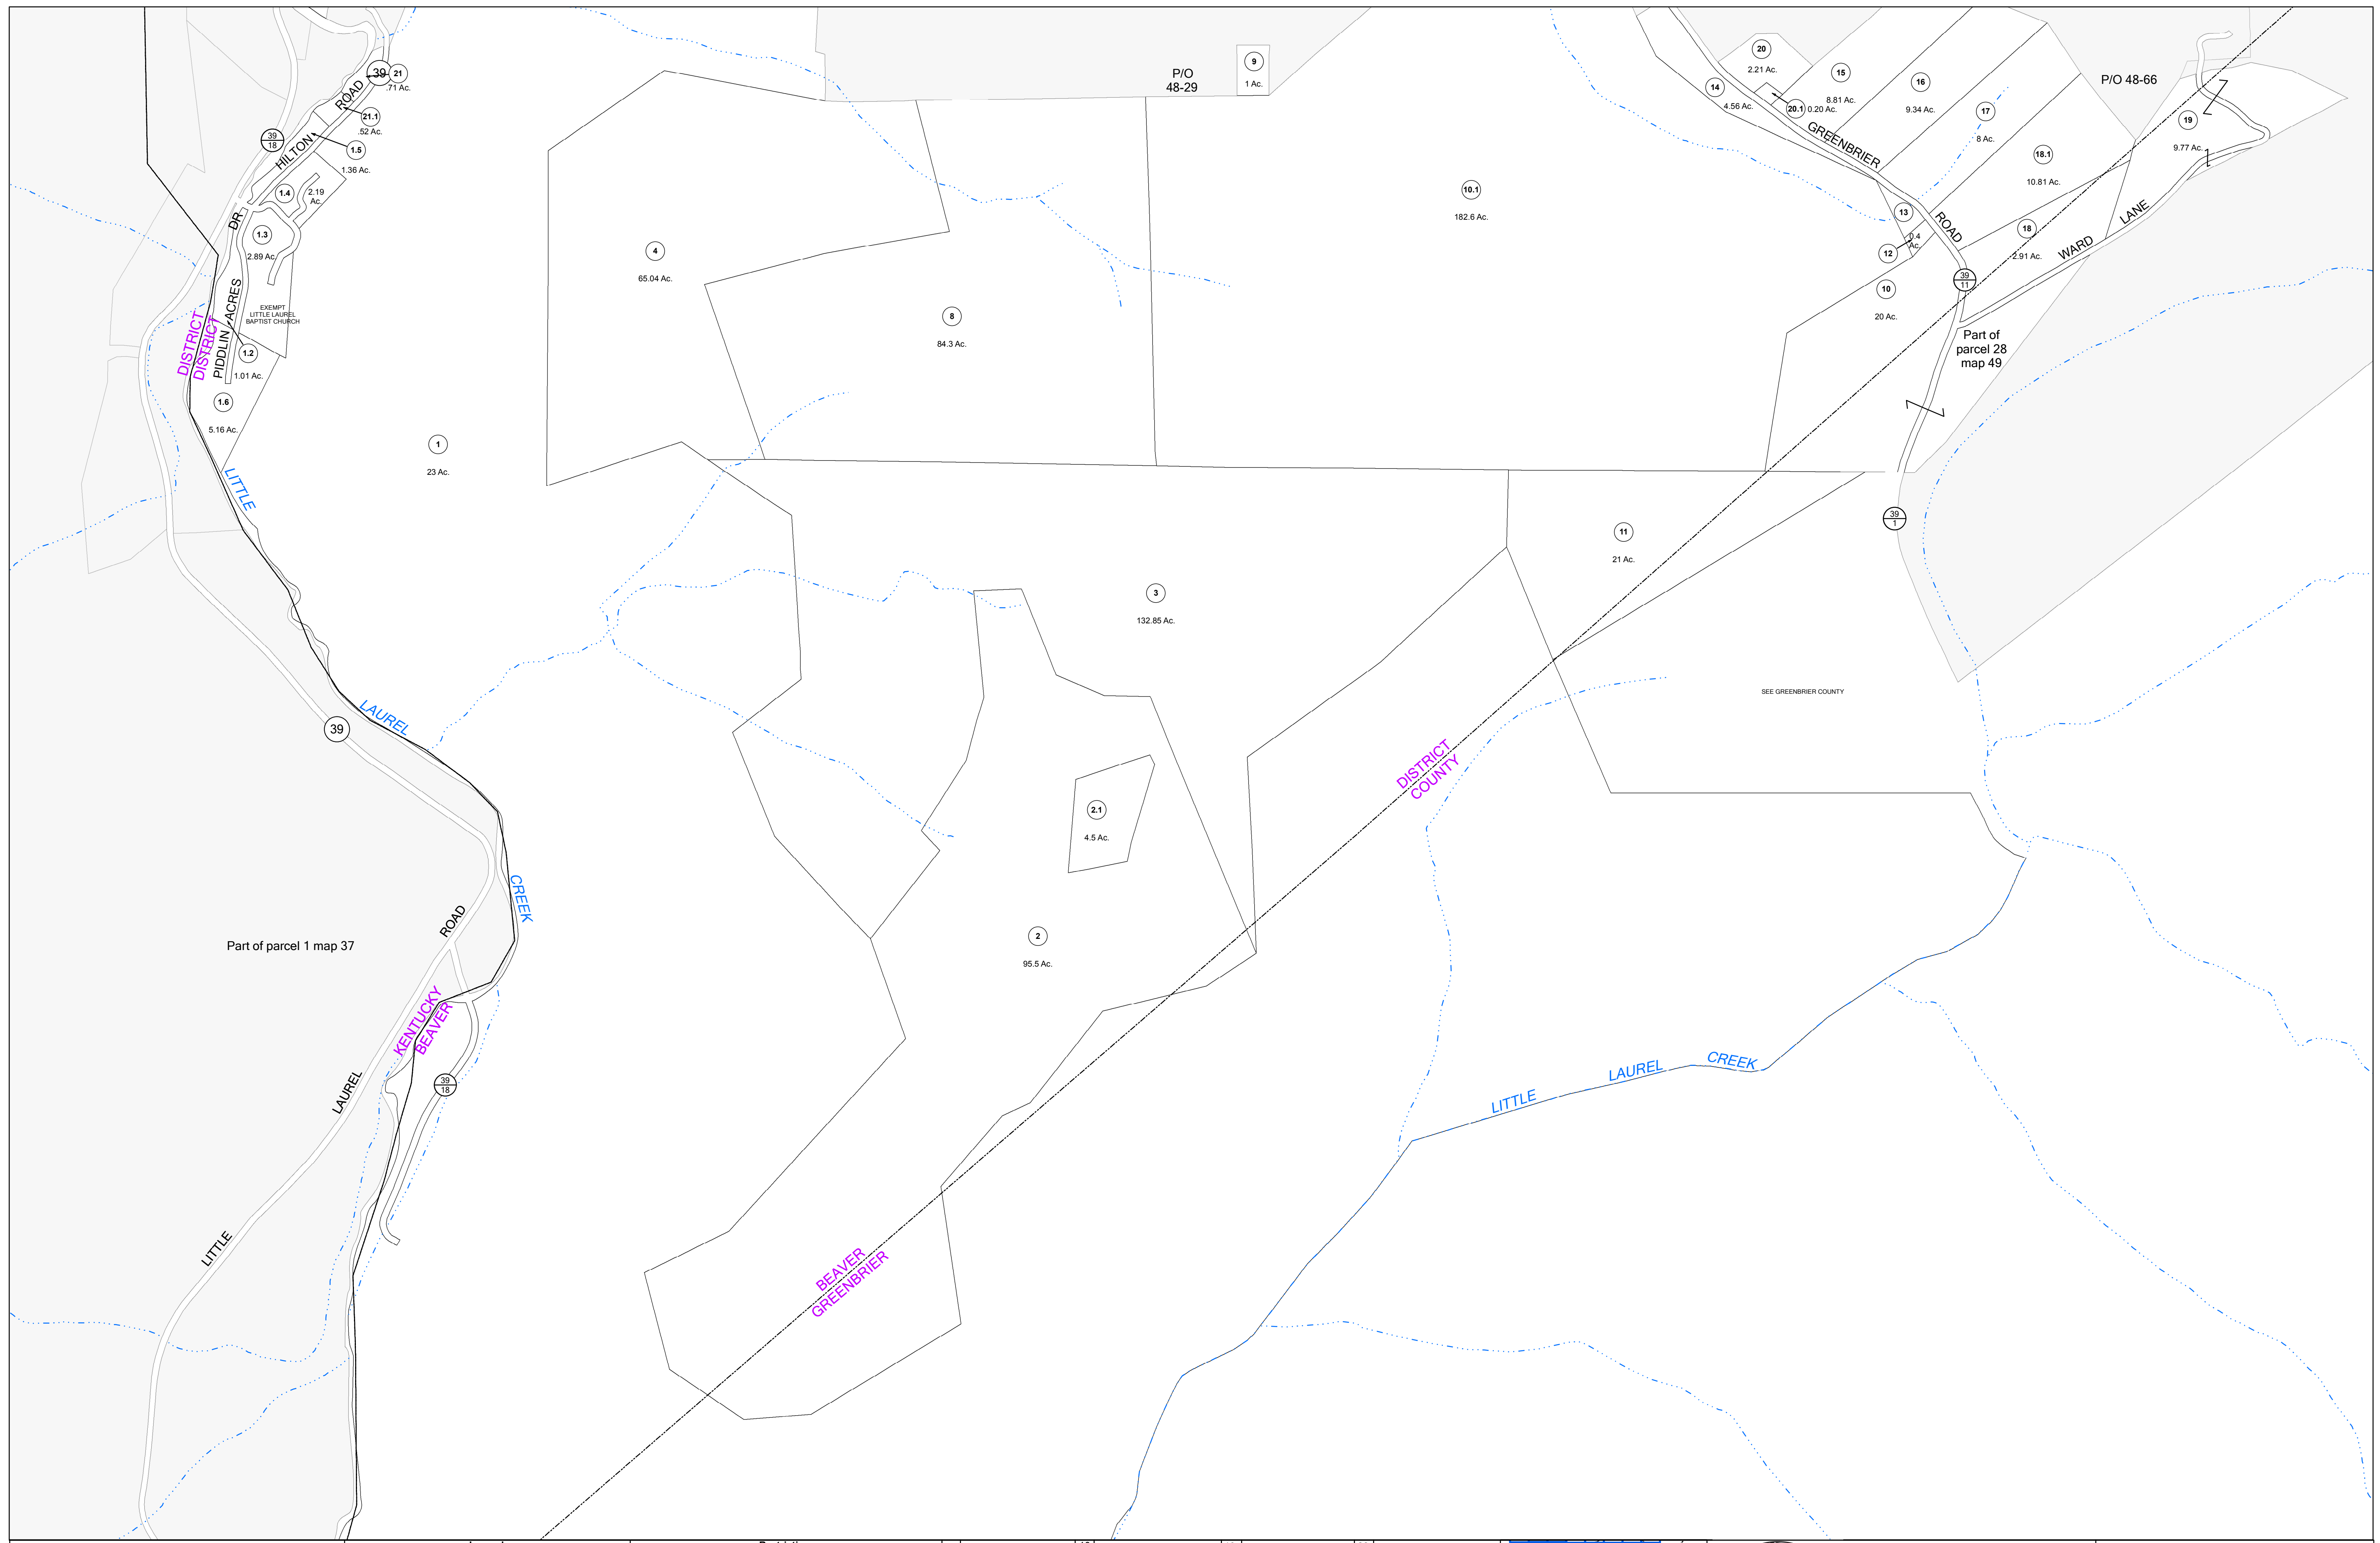 39
21
.71 Ac.
ROAD
21.1
.52 Ac.
39
18
HILTON
1.5
1.36 Ac.
1.4
2.19
Ac.
DR
1.3
2.89 Ac.
EXEMPT
LITTLE LAUREL
BAPTIST CHURCH
DISTRICT
DISTRICT
PIDDLIN ACRES
1.2
1.01 Ac.
1.6
5.16 Ac.
LITTLE
1
23 Ac.
4
65.04 Ac.
8
84.3 Ac.
P/O
48-29
9
1 Ac.
10.1
182.6 Ac.
14
4.56 Ac.
20
2.21 Ac.
20.1
0.20 Ac.
15
8.81 Ac.
16
9.34 Ac.
17
8 Ac.
P/O 48-66
19
9.77 Ac.
18.1
10.81 Ac.
GREENBRIER
ROAD
13
0.4
Ac.
12
18
2.91 Ac.
WARD LANE
39
11
10
20 Ac.
Part of
parcel 28
map 49
39
1
11
21 Ac.
3
132.85 Ac.
SEE GREENBRIER COUNTY
LAUREL
39
DISTRICT
COUNTY
2.1
4.5 Ac.
CREEK
ROAD
Part of parcel 1 map 37
2
95.5 Ac.
KENTUCKY
BEAVER
39
18
LAUREL
LITTLE LAUREL CREEK
LITTLE
BEAVER
GREENBRIER